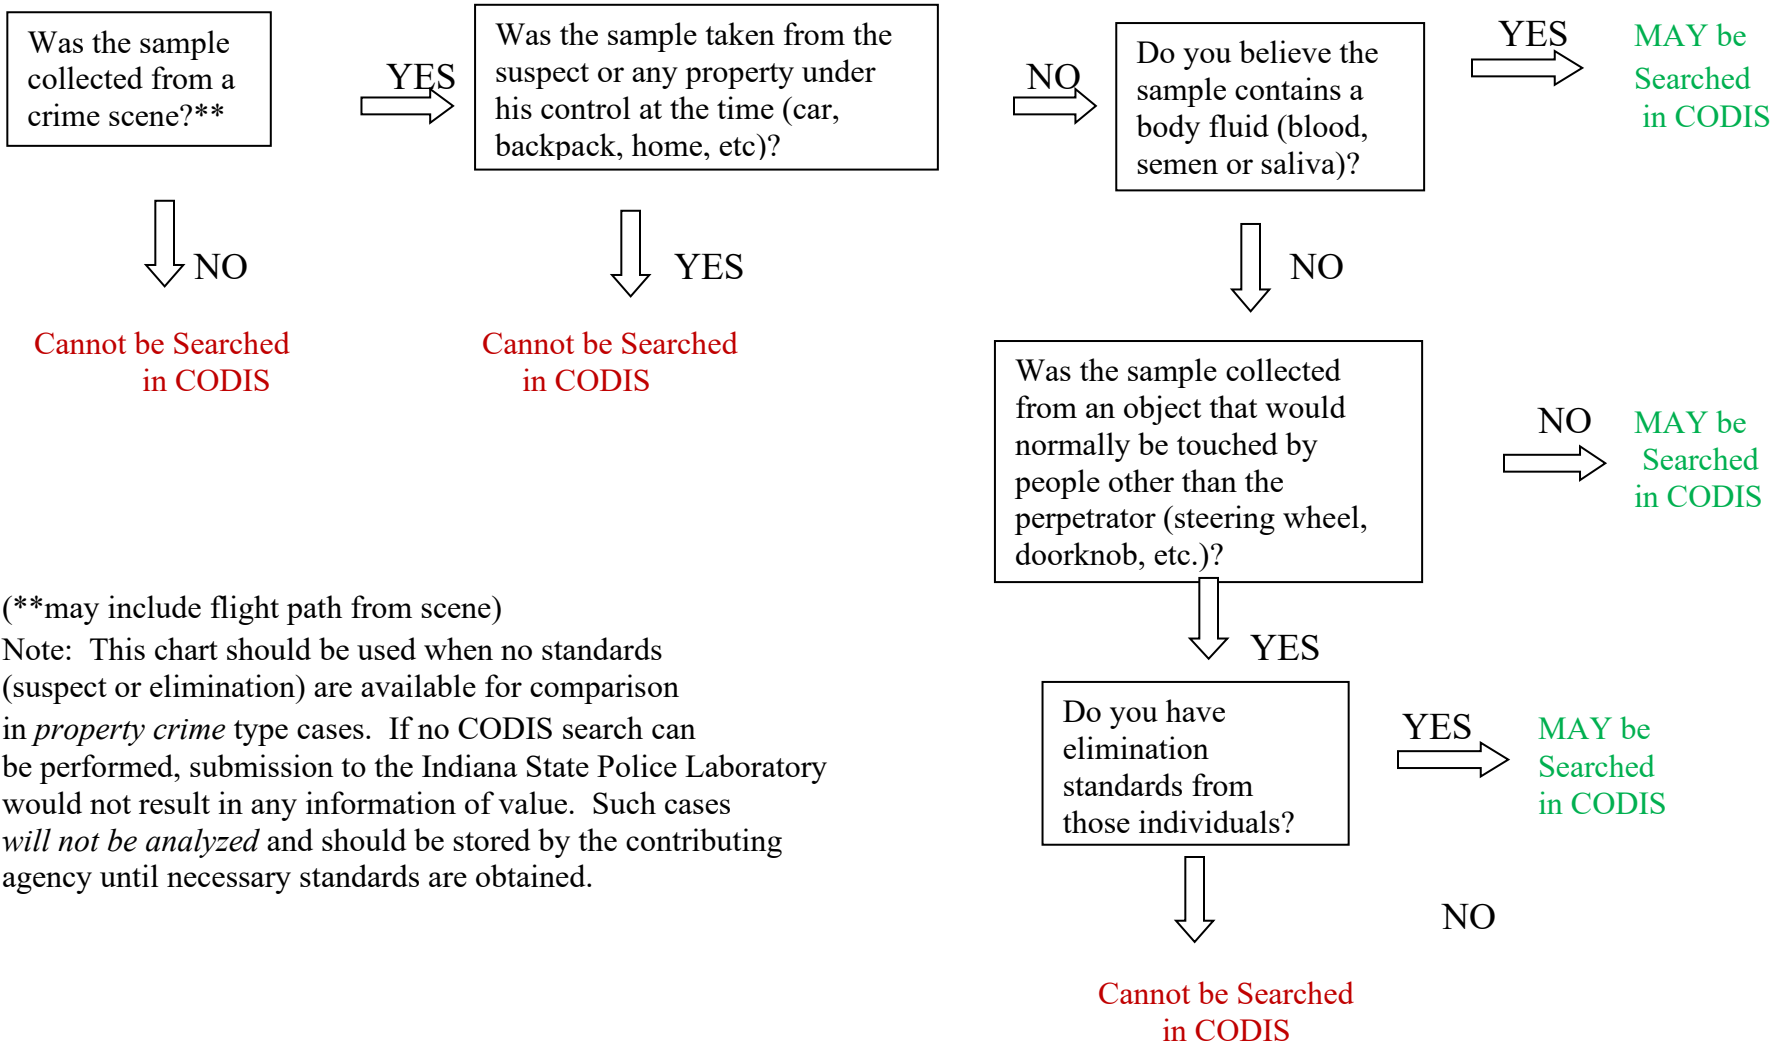 Was the sample
collected from a
crime scene?**
YES
NO
Cannot be Searched
in CODIS
Was the sample taken from the
suspect or any property under
his control at the time (car,
backpack, home, etc)?
NO
YES
Cannot be Searched
in CODIS
Do you believe the
sample contains a
body fluid (blood,
semen or saliva)?
YES
MAY be
Searched
in CODIS
NO
Was the sample collected
from an object that would
normally be touched by
people other than the
perpetrator (steering wheel,
doorknob, etc.)?
NO
MAY be
Searched
in CODIS
YES
Do you have
elimination
standards from
those individuals?
YES
MAY be
Searched
in CODIS
NO
Cannot be Searched
in CODIS
(**may include flight path from scene)
Note: This chart should be used when no standards
(suspect or elimination) are available for comparison
in property crime type cases. If no CODIS search can
be performed, submission to the Indiana State Police Laboratory
would not result in any information of value. Such cases
will not be analyzed and should be stored by the contributing
agency until necessary standards are obtained.